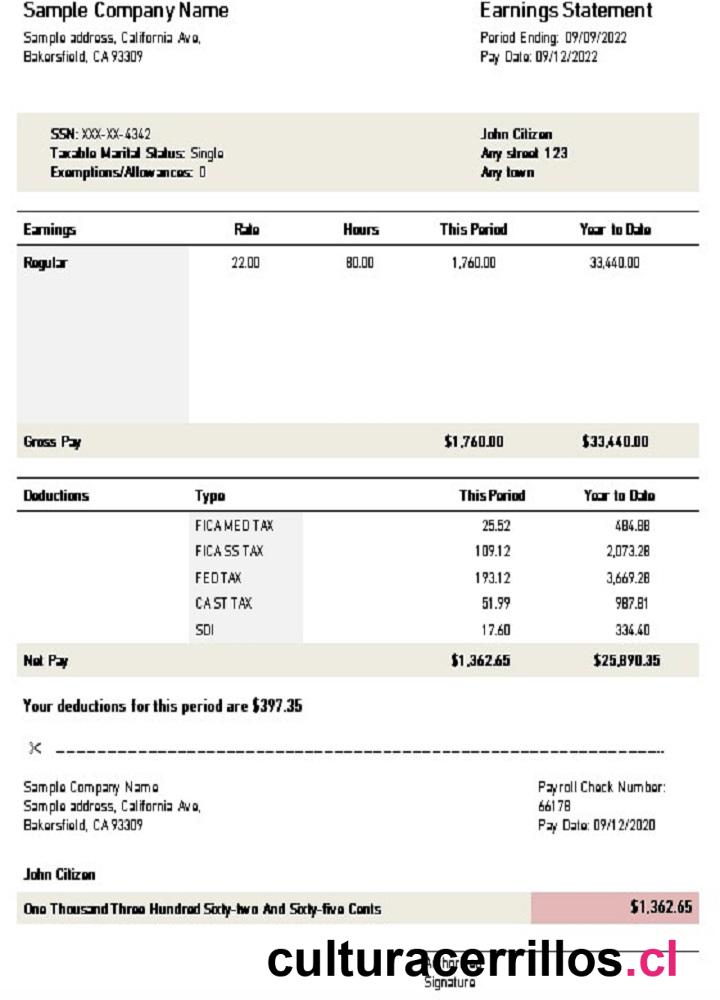 Sample Company Name Earnings Statement
Sample address, California Ave, Period Ending: 09/09/2022
Bakersfield, CA 93309 Pay Date: 09/12/2022
SSN: XXX-XX-4342 John Citizen
Taxable Marital Status: Single Any street 123
Exemptions/Allowances: 0 Any town
Earnings Rate Hours This Period Year to Date
Regular 22.00 80.00 1,760.00 33,440.00
Gross Pay $1,760.00 $33,440.00
Deductions Type This Period Year to Date
FICA MED TAX 25.52 484.88
FICA SS TAX 109.12 2,073.28
FED TAX 193.12 3,669.28
CA ST TAX 51.99 987.81
SDI 17.60 334.40
Net Pay $1,362.65 $25,890.35
Your deductions for this period are $397.35
Sample Company Name Payroll Check Number:
Sample address, California Ave, 66178
Bakersfield, CA 93309 Pay Date: 09/12/2020
John Citizen
One Thousand Three Hundred Sixty-two And Sixty-five Cents $1,362.65
culturacerrillos.cl
Signature